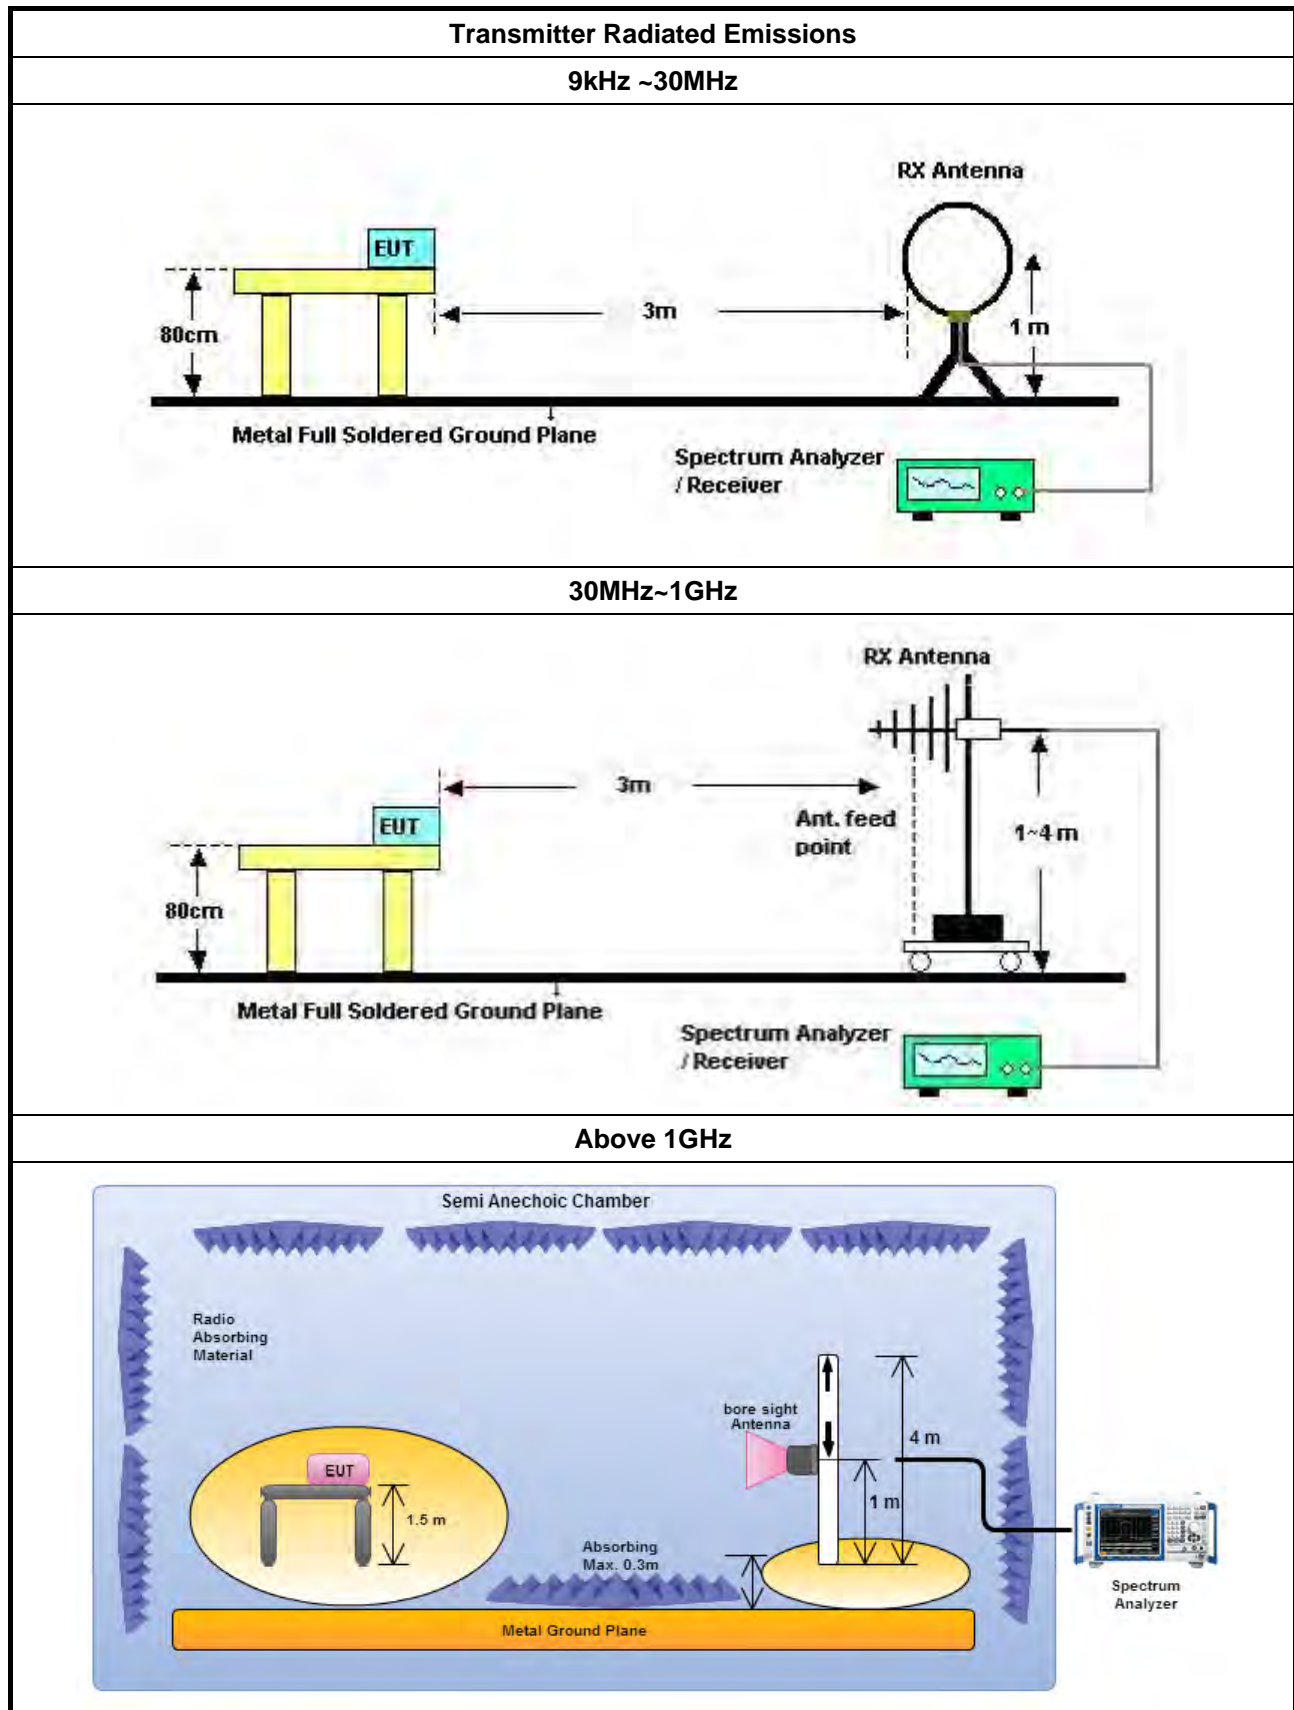 Transmitter Radiated Emissions
9kHz ~30MHz
RX Antenna
EUT
80cm
3m
1 m
Metal Full Soldered Ground Plane
Spectrum Analyzer
/ Receiver
30MHz~1GHz
RX Antenna
3m
EUT
Ant. feed
point
1~4 m
80cm
Metal Full Soldered Ground Plane
Spectrum Analyzer
/ Receiver
Above 1GHz
Semi Anechoic Chamber
Radio
Absorbing
Material
bore sight
Antenna
4 m
EUT
1 m
1.5 m
Absorbing
Max. 0.3m
Spectrum
Analyzer
Metal Ground Plane